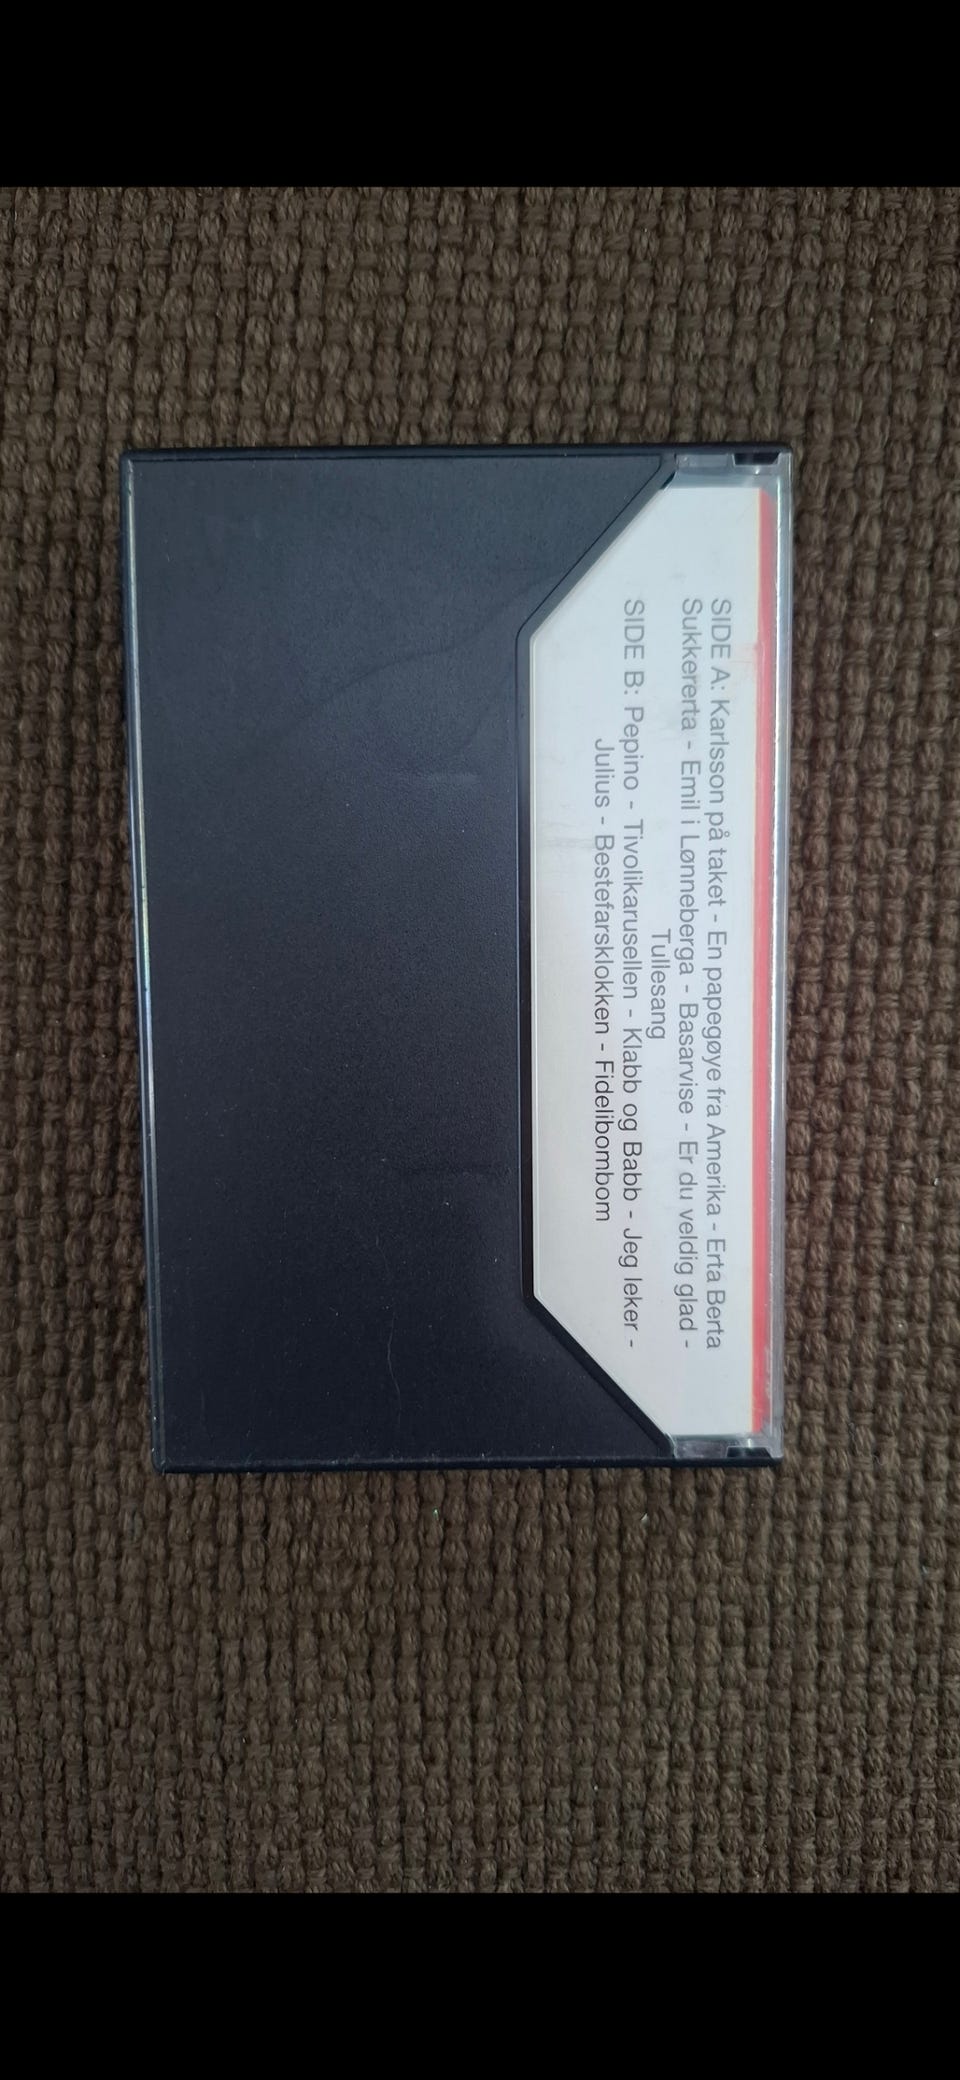 SIDE A: Karlsson på taket - En papegøye fra Amerika - Erta Berta
Sukkererta - Emil i Lønneberga - Basarvise - Er du veldig glad -
Tullesang
SIDE B: Pepino - Tivolikarusellen - Klabb og Babb - Jeg leker -
Julius - Bestefarsklokken - Fidelibombom